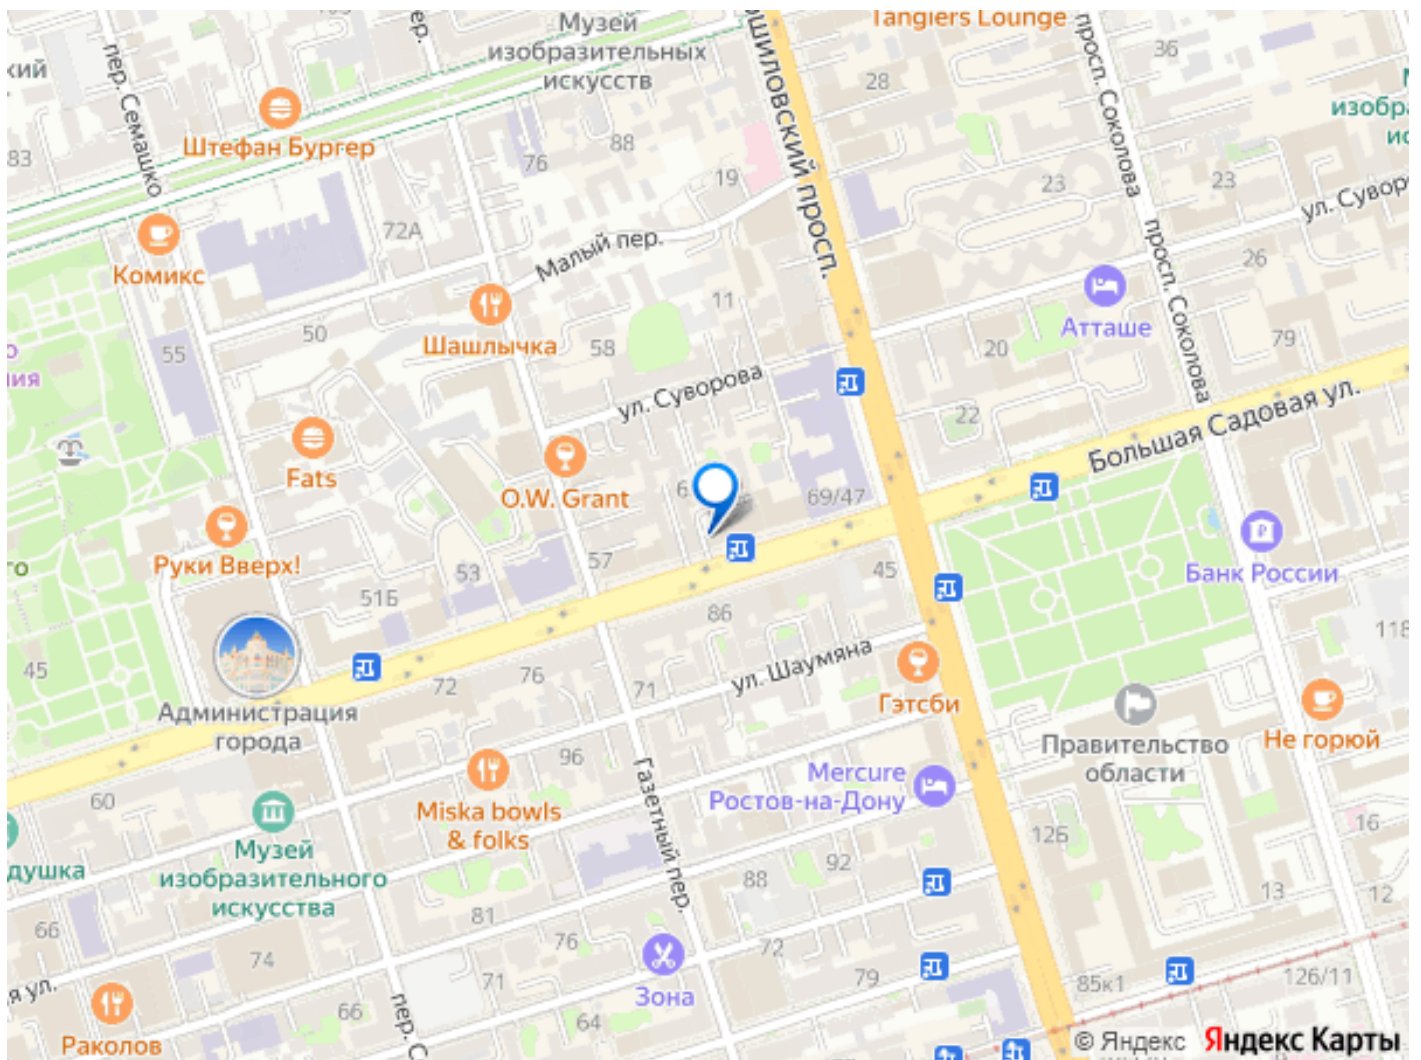 Музей
изобразительных
искусств
Tangiers Lounge
36
28
просп. Соколова
пер. Семашко
ский
83
Штефан Бургер
88
76
19
23
23
ул. Суворо
72А
Малый пер.
просп. Соколова
Комикс
26
11
Атташе
50
Шашлычка
58
20
79
55
ул. Суворова
22
Большая Садовая ул.
Fats
O.W. Grant
69/47
Руки Вверх!
57
53
51Б
45
86
Банк России
118
45
72
76
71
ул. Шаумяна
Гэтсби
Администрация
города
Правительство
области
Не горюй
96
Газетный пер.
Mercure
Ростов-на-Дону
60
Miska bowls
& folks
Музей
изобразительного
искусства
душка
92
88
12Б
16
13
12
81
66
76
74
72
71
79
Зона
85к1
126/11
я ул.
66
64
Раколов
пер. С
© Яндекс Яндекс Карты